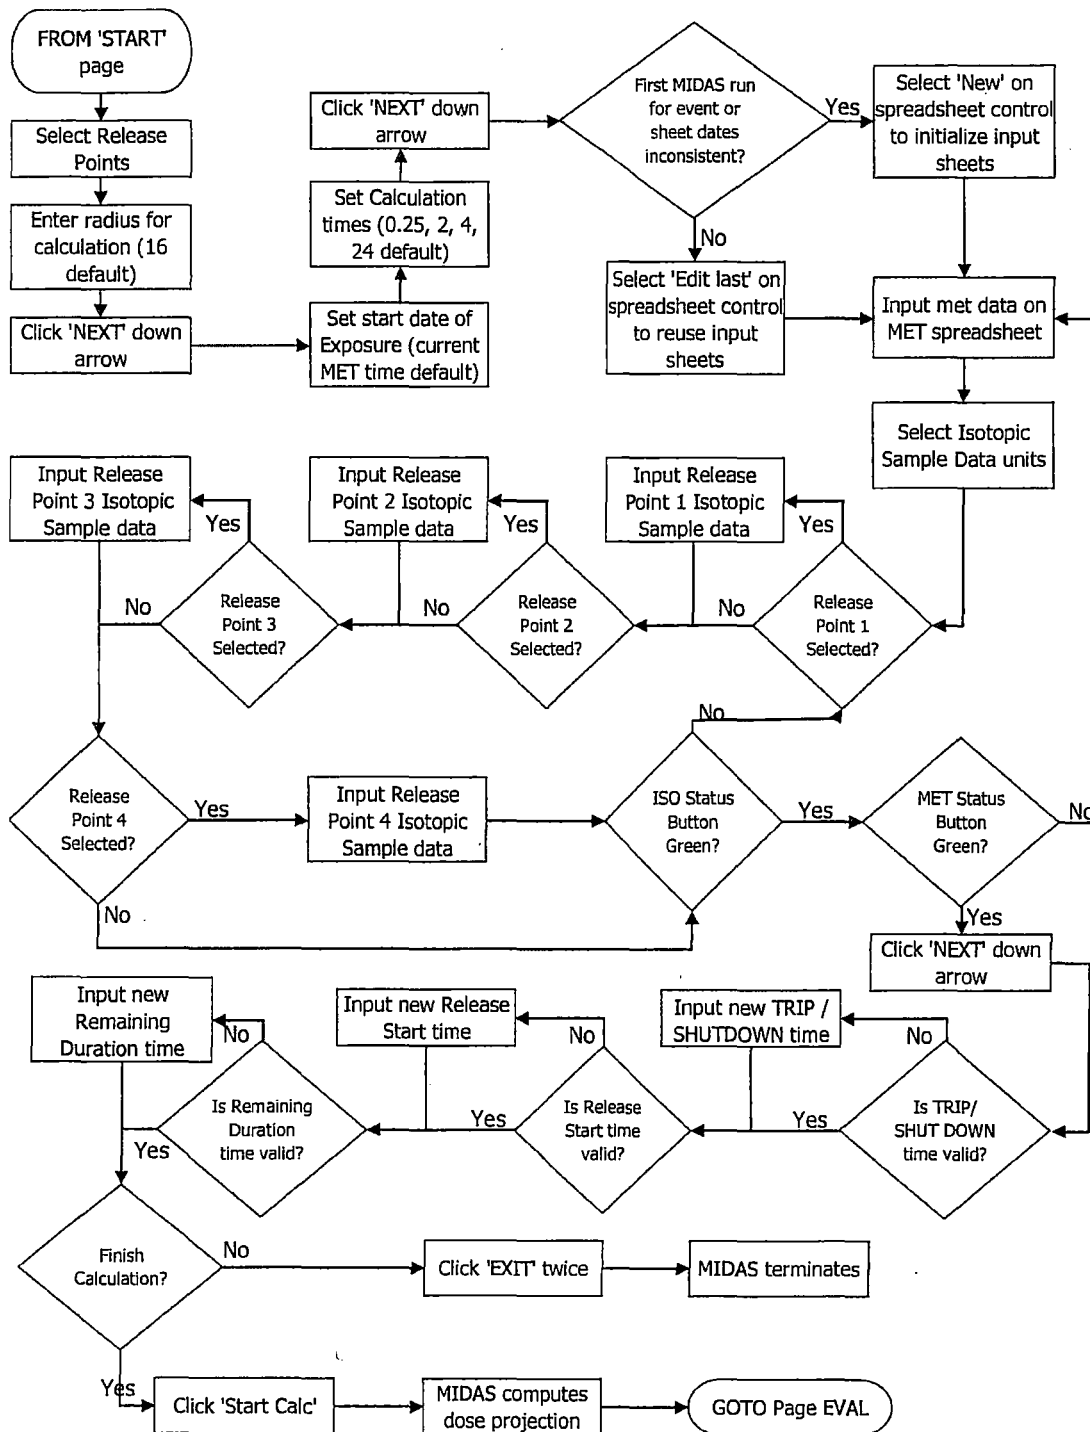 FROM 'START'
page
Select Release
Points
Enter radius for
calculation (16
default)
Click 'NEXT' down
arrow
Set start date of
Exposure (current
MET time default)
Set Calculation
times (0.25, 2, 4,
24 default)
Click 'NEXT' down
arrow
First MIDAS run
for event or
sheet dates
inconsistent?
Yes
Select 'New' on
spreadsheet control
to initialize input
sheets
No
Select 'Edit last' on
spreadsheet control
to reuse input
sheets
Input met data on
MET spreadsheet
Select Isotopic
Sample Data units
Release
Point 1
Selected?
Yes
Input Release
Point 1 Isotopic
Sample data
No
Release
Point 2
Selected?
Yes
Input Release
Point 2 Isotopic
Sample data
No
Release
Point 3
Selected?
Yes
Input Release
Point 3 Isotopic
Sample data
No
Release
Point 4
Selected?
Yes
Input Release
Point 4 Isotopic
Sample data
No
ISO Status
Button
Green?
No
Yes
MET Status
Button
Green?
No
Yes
Click 'NEXT' down
arrow
Is TRIP/
SHUT DOWN
time valid?
No
Input new TRIP /
SHUTDOWN time
Yes
Is Release
Start time
valid?
No
Input new Release
Start time
Yes
Is Remaining
Duration
time valid?
No
Input new
Remaining
Duration time
Yes
Finish
Calculation?
No
Click 'EXIT' twice
MIDAS terminates
Yes
Click 'Start Calc'
MIDAS computes
dose projection
GOTO Page EVAL